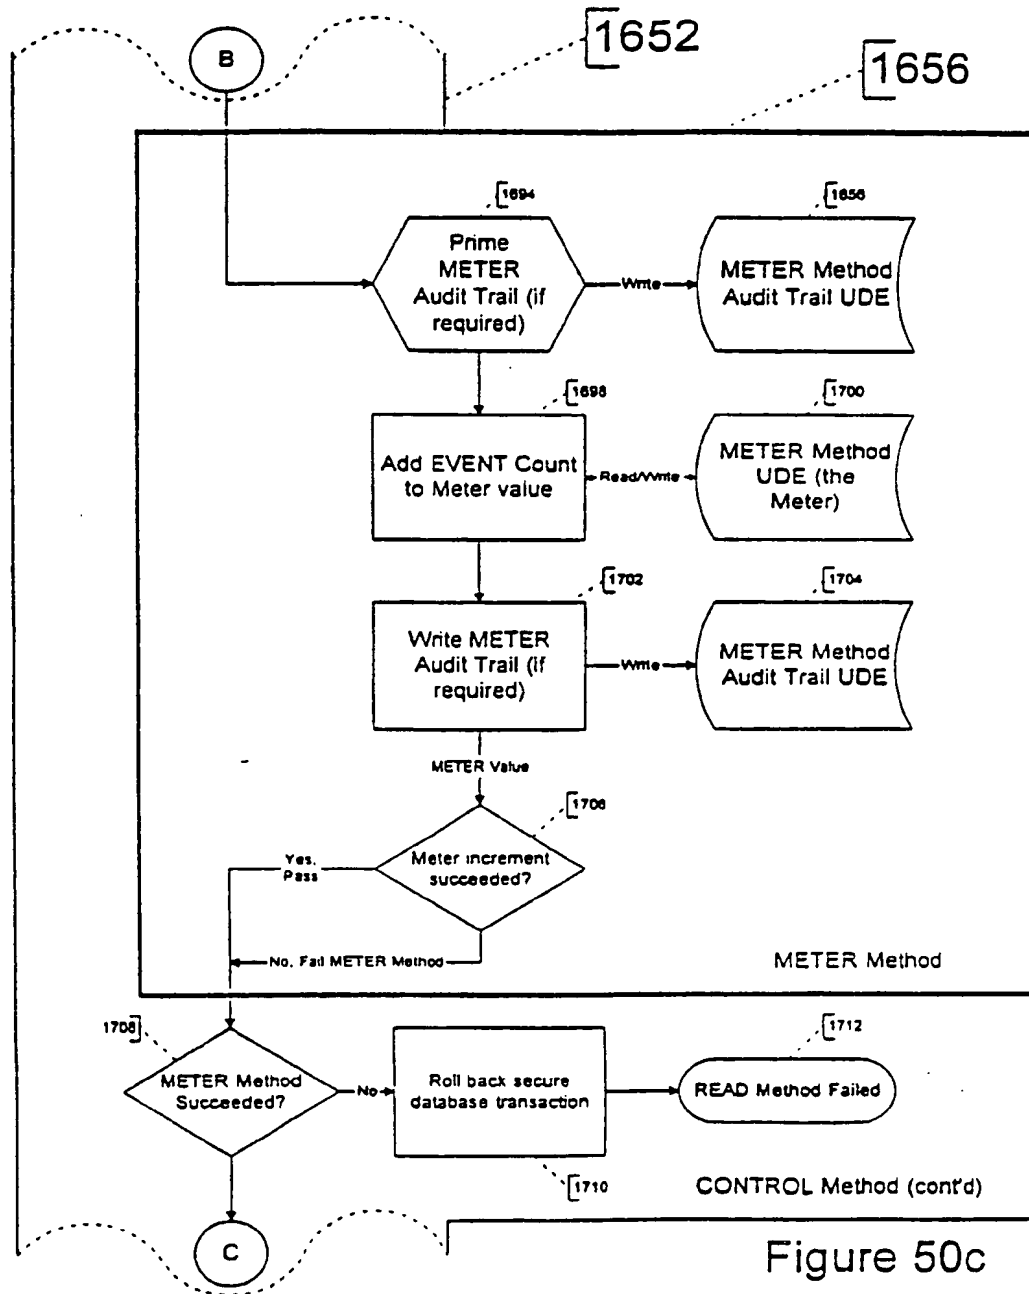 B
1652
1656
1694
1656
Prime
METER
Audit Trail (if
required)
Write
METER Method
Audit Trail UDE
1698
1700
Add EVENT Count
to Meter value
Read/Write
METER Method
UDE (the
Meter)
1702
1704
Write METER
Audit Trail (if
required)
Write
METER Method
Audit Trail UDE
METER Value
1706
Meter increment
succeeded?
Yes,
Pass
No, Fail METER Method
METER Method
1708
METER Method
Succeeded?
No
Roll back secure
database transaction
1712
READ Method Failed
1710
CONTROL Method (cont'd)
C
Figure 50c